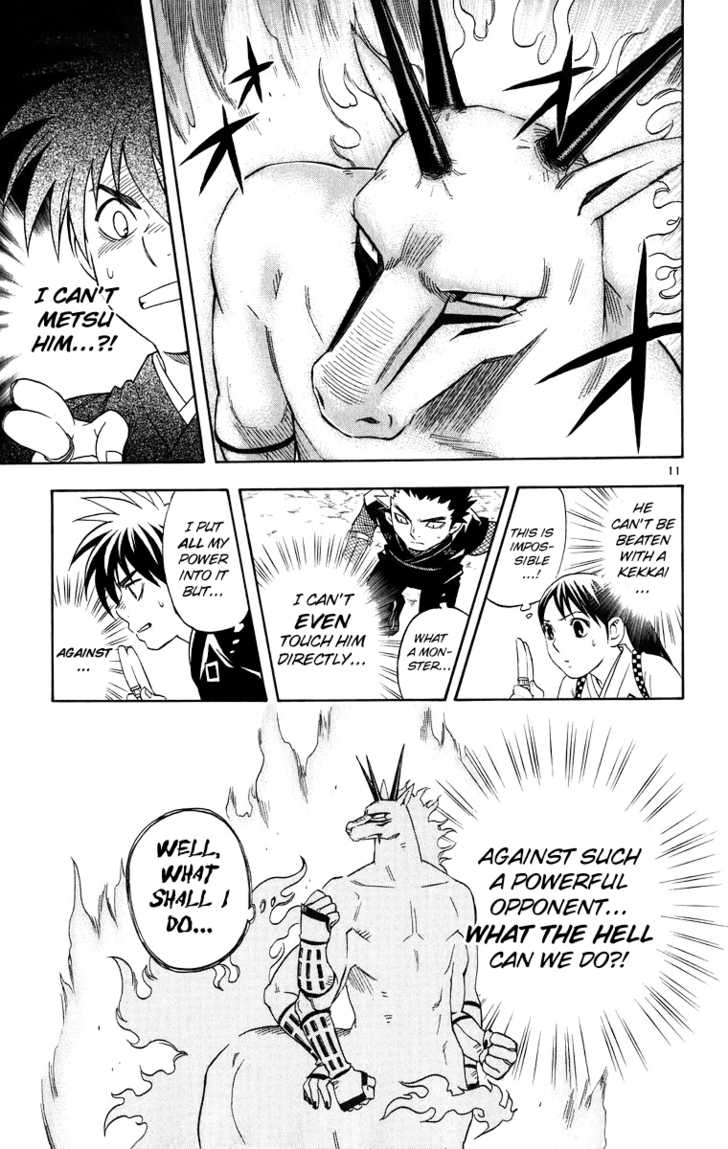 I CAN'T
METSU
HIM...?!
11
HE
CAN'T BE
BEATEN
WITH A
KEKKAI
...
THIS IS
IMPOS-
SIBLE
...!
I CAN'T
EVEN
TOUCH HIM
DIRECTLY...
WHAT
A MON-
STER...
I PUT
ALL MY
POWER
INTO IT
BUT...
AGAINST
...
AGAINST SUCH
A POWERFUL
OPPONENT...
WHAT THE HELL
CAN WE DO?!
WELL,
WHAT
SHALL I
DO...